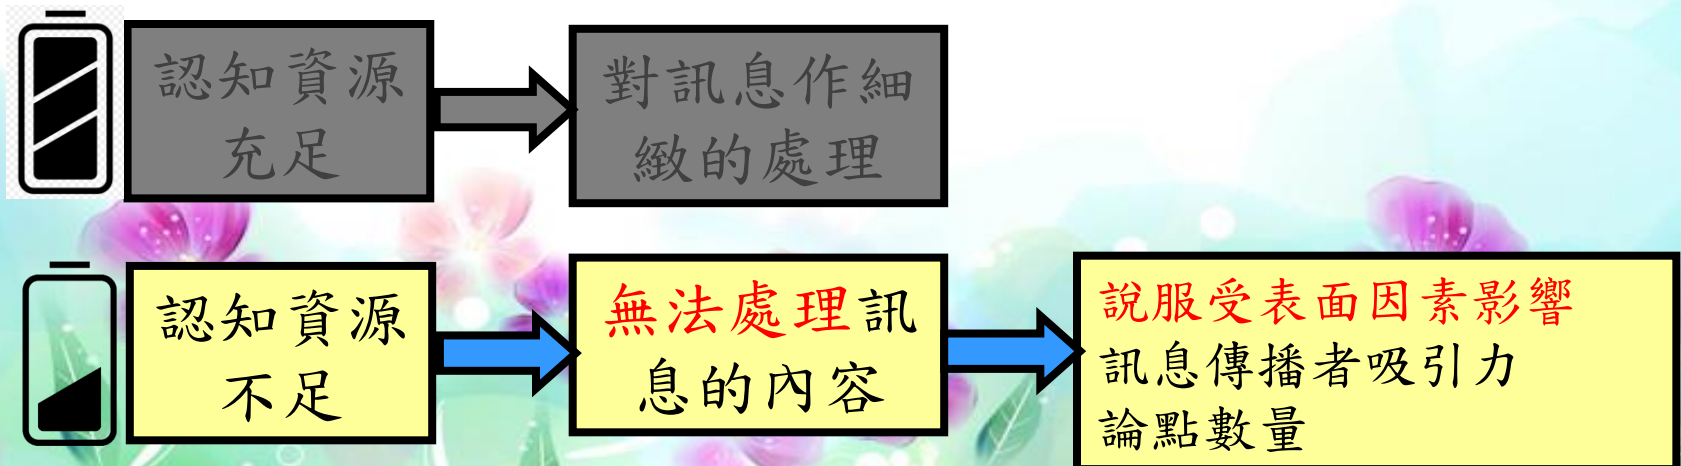 認知資源
充足
對訊息作細
緻的處理
認知資源
不足
無法處理訊
息的內容
說服受表面因素影響
訊息傳播者吸引力
論點數量